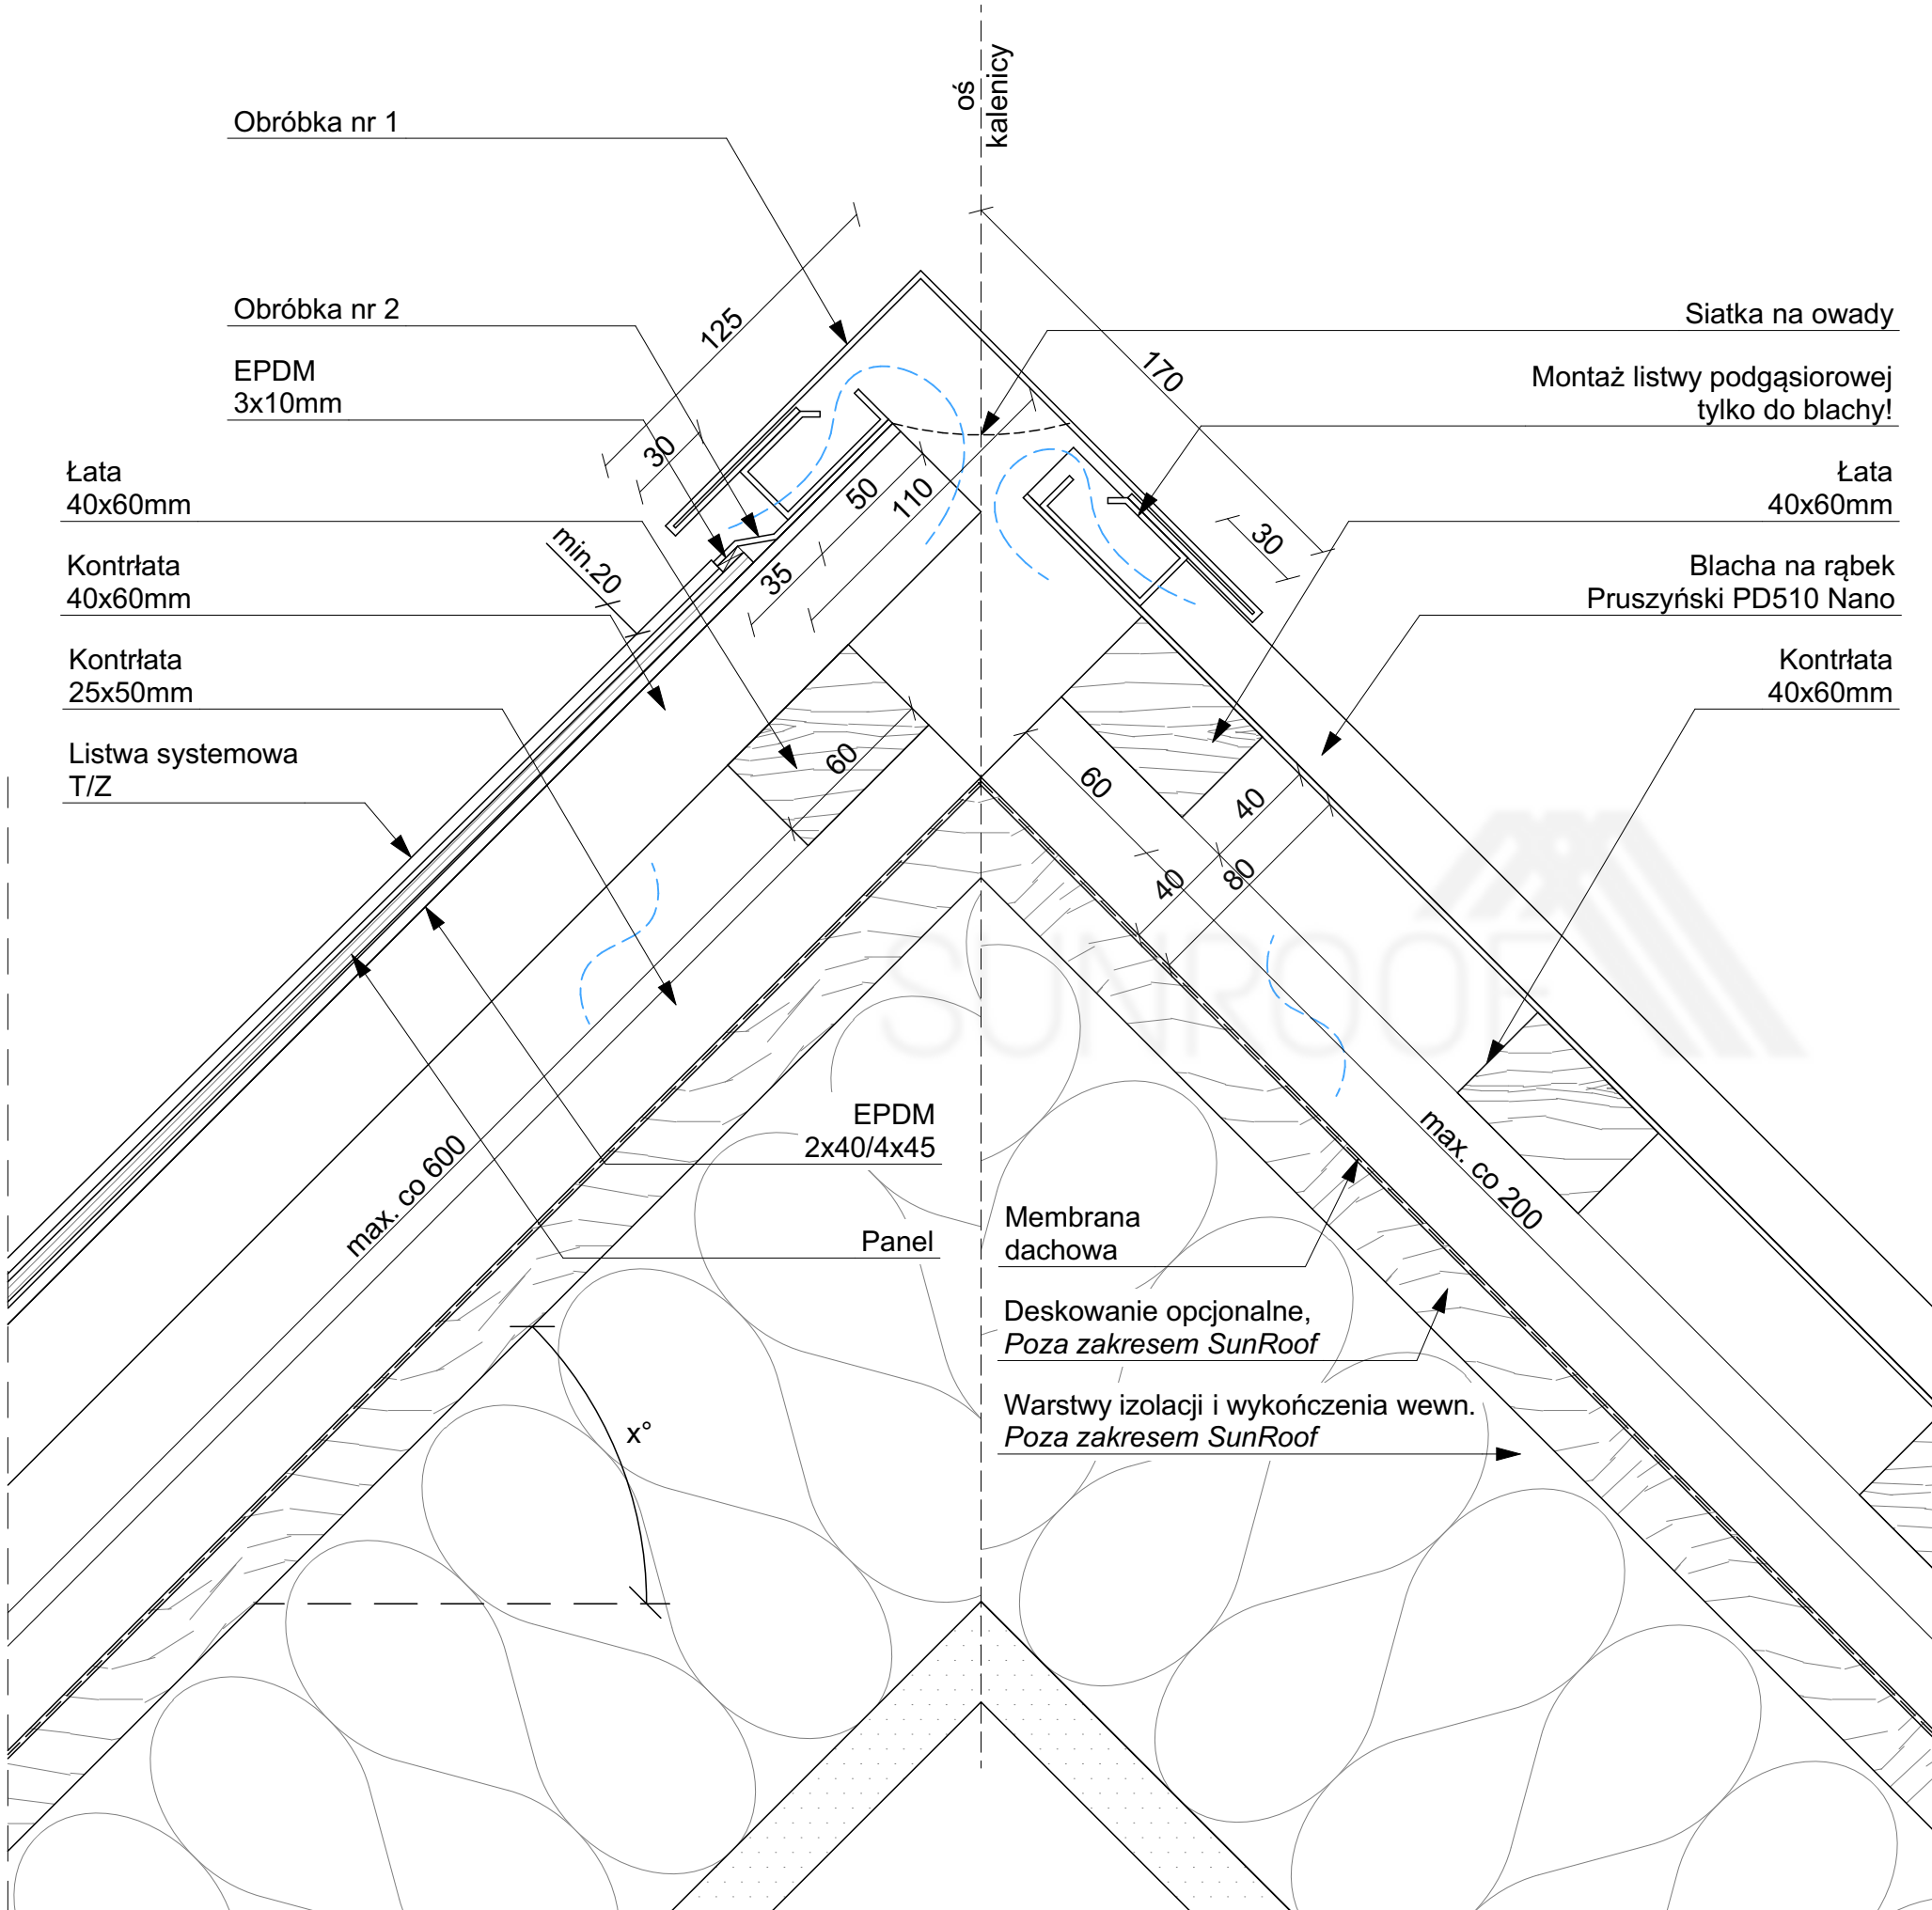 oś
kalenicy
Obróbka nr 1
Obróbka nr 2
EPDM
3x10mm
Łata
40x60mm
Kontrłata
40x60mm
Kontrłata
25x50mm
Listwa systemowa
T/Z
Siatka na owady
Montaż listwy podgąsiorowej
tylko do blachy!
Łata
40x60mm
Blacha na rąbek
Pruszyński PD510 Nano
Kontrłata
40x60mm
125
30
170
30
50
110
35
min.20
60
60
40
40
80
max. co 600
max. co 200
SUNROOF
EPDM
2x40/4x45
Panel
Membrana
dachowa
Deskowanie opcjonalne,
Poza zakresem SunRoof
Warstwy izolacji i wykończenia wewn.
Poza zakresem SunRoof
x°